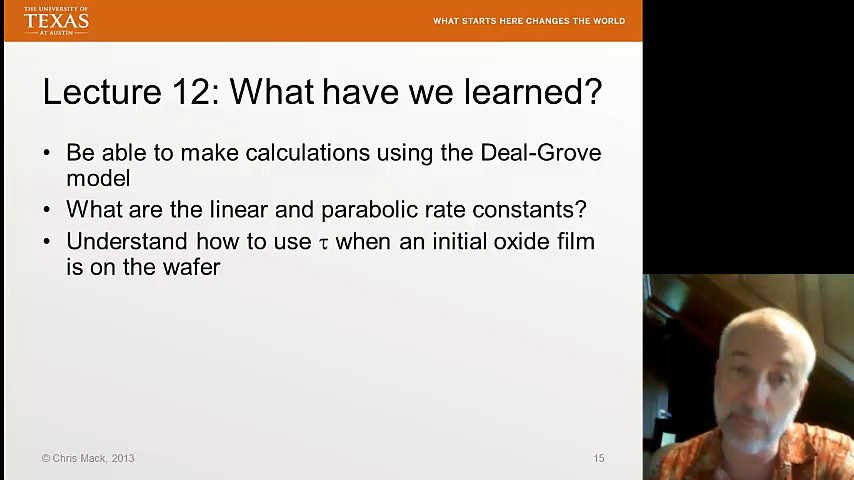 THE UNIVERSITY OF
TEXAS
AT AUSTIN
WHAT STARTS HERE CHANGES THE WORLD
Lecture 12: What have we learned?
• Be able to make calculations using the Deal-Grove
model
• What are the linear and parabolic rate constants?
• Understand how to use τ when an initial oxide film
is on the wafer
© Chris Mack, 2013
15